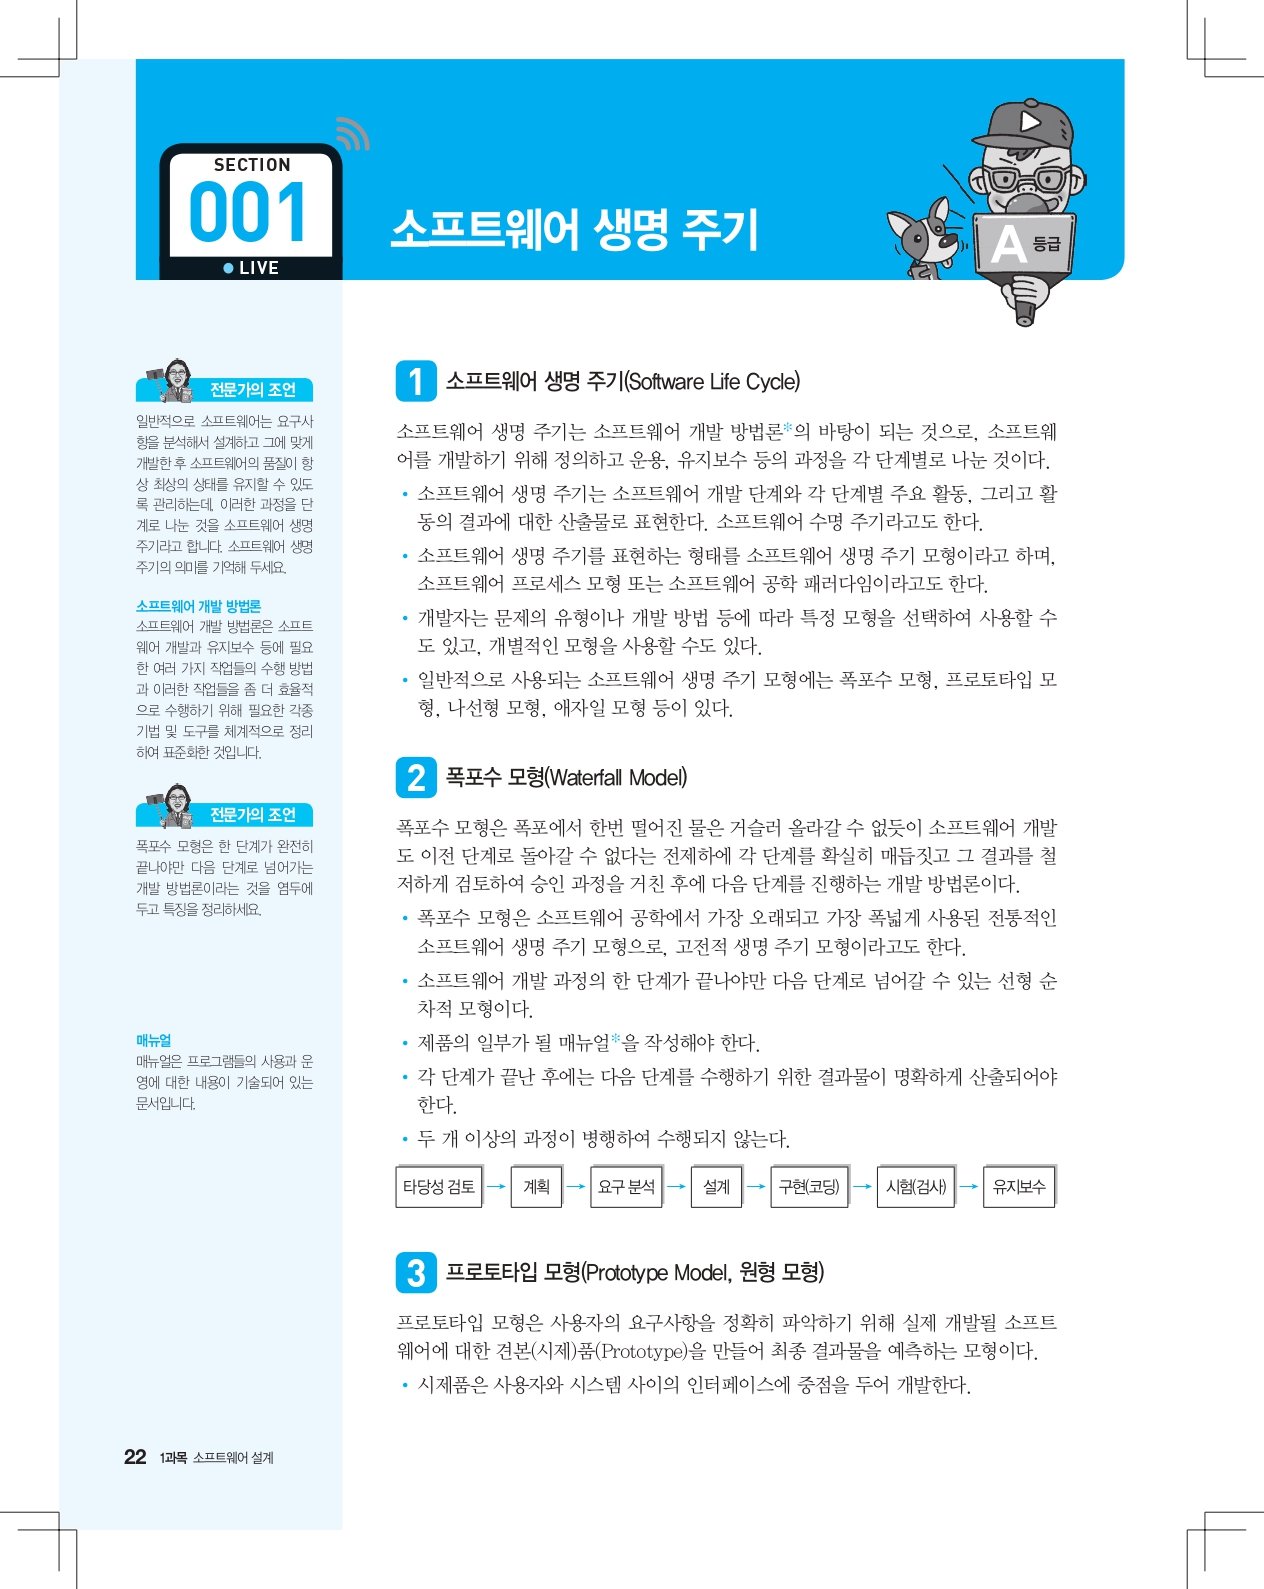 SECTION
001
LIVE
소프트웨어 생명 주기
A 등급
전문가의 조언
일반적으로 소프트웨어는 요구사
항을 분석해서 설계하고 그에 맞게
개발한 후 소프트웨어의 품질이 항
상 최상의 상태를 유지할 수 있도
록 관리하는데, 이러한 과정을 단
계로 나눈 것을 소프트웨어 생명
주기라고 합니다. 소프트웨어 생명
주기의 의미를 기억해 두세요.
소프트웨어 개발 방법론
소프트웨어 개발 방법론은 소프트
웨어 개발과 유지보수 등에 필요
한 여러 가지 작업들의 수행 방법
과 이러한 작업들을 좀 더 효율적
으로 수행하기 위해 필요한 각종
기법 및 도구를 체계적으로 정리
하여 표준화한 것입니다.
전문가의 조언
폭포수 모형은 한 단계가 완전히
끝나야만 다음 단계로 넘어가는
개발 방법론이라는 것을 염두에
두고 특징을 정리하세요.
매뉴얼
매뉴얼은 프로그램들의 사용과 운
영에 대한 내용이 기술되어 있는
문서입니다.
1 소프트웨어 생명 주기(Software Life Cycle)
소프트웨어 생명 주기는 소프트웨어 개발 방법론*의 바탕이 되는 것으로, 소프트웨
어를 개발하기 위해 정의하고 운용, 유지보수 등의 과정을 각 단계별로 나눈 것이다.
• 소프트웨어 생명 주기는 소프트웨어 개발 단계와 각 단계별 주요 활동, 그리고 활
동의 결과에 대한 산출물로 표현한다. 소프트웨어 수명 주기라고도 한다.
• 소프트웨어 생명 주기를 표현하는 형태를 소프트웨어 생명 주기 모형이라고 하며,
소프트웨어 프로세스 모형 또는 소프트웨어 공학 패러다임이라고도 한다.
• 개발자는 문제의 유형이나 개발 방법 등에 따라 특정 모형을 선택하여 사용할 수
도 있고, 개별적인 모형을 사용할 수도 있다.
• 일반적으로 사용되는 소프트웨어 생명 주기 모형에는 폭포수 모형, 프로토타입 모
형, 나선형 모형, 애자일 모형 등이 있다.
2 폭포수 모형(Waterfall Model)
폭포수 모형은 폭포에서 한번 떨어진 물은 거슬러 올라갈 수 없듯이 소프트웨어 개발
도 이전 단계로 돌아갈 수 없다는 전제하에 각 단계를 확실히 매듭짓고 그 결과를 철
저하게 검토하여 승인 과정을 거친 후에 다음 단계를 진행하는 개발 방법론이다.
• 폭포수 모형은 소프트웨어 공학에서 가장 오래되고 가장 폭넓게 사용된 전통적인
소프트웨어 생명 주기 모형으로, 고전적 생명 주기 모형이라고도 한다.
• 소프트웨어 개발 과정의 한 단계가 끝나야만 다음 단계로 넘어갈 수 있는 선형 순
차적 모형이다.
• 제품의 일부가 될 매뉴얼*을 작성해야 한다.
• 각 단계가 끝난 후에는 다음 단계를 수행하기 위한 결과물이 명확하게 산출되어야
한다.
• 두 개 이상의 과정이 병행하여 수행되지 않는다.
타당성 검토 → 계획 → 요구 분석 → 설계 → 구현(코딩) → 시험(검사) → 유지보수
3 프로토타입 모형(Prototype Model, 원형 모형)
프로토타입 모형은 사용자의 요구사항을 정확히 파악하기 위해 실제 개발될 소프트
웨어에 대한 견본(시제)품(Prototype)을 만들어 최종 결과물을 예측하는 모형이다.
• 시제품은 사용자와 시스템 사이의 인터페이스에 중점을 두어 개발한다.
22 1과목 소프트웨어 설계